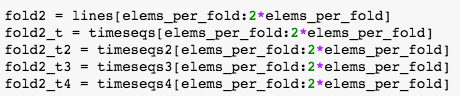 fold2 = lines[elems_per_fold:2*elems_per_fold]
fold2_t = timeseqs[elems_per_fold:2*elems_per_fold]
fold2_t2 = timeseqs2[elems_per_fold:2*elems_per_fold]
fold2_t3 = timeseqs3[elems_per_fold:2*elems_per_fold]
fold2_t4 = timeseqs4[elems_per_fold:2*elems_per_fold]